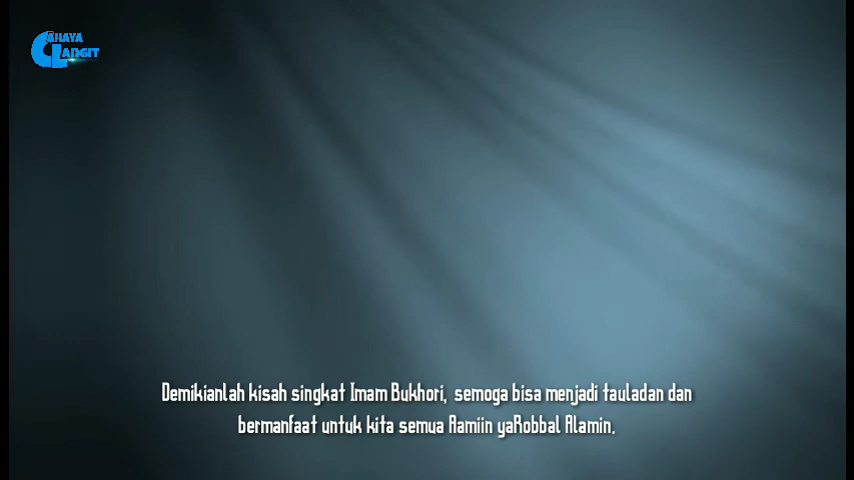 CAHAYA
LANGIT
Demikianlah kisah singkat Imam Bukhori, semoga bisa menjadi tauladan dan
bermanfaat untuk kita semua Aamiin yaRobbal Alamin.